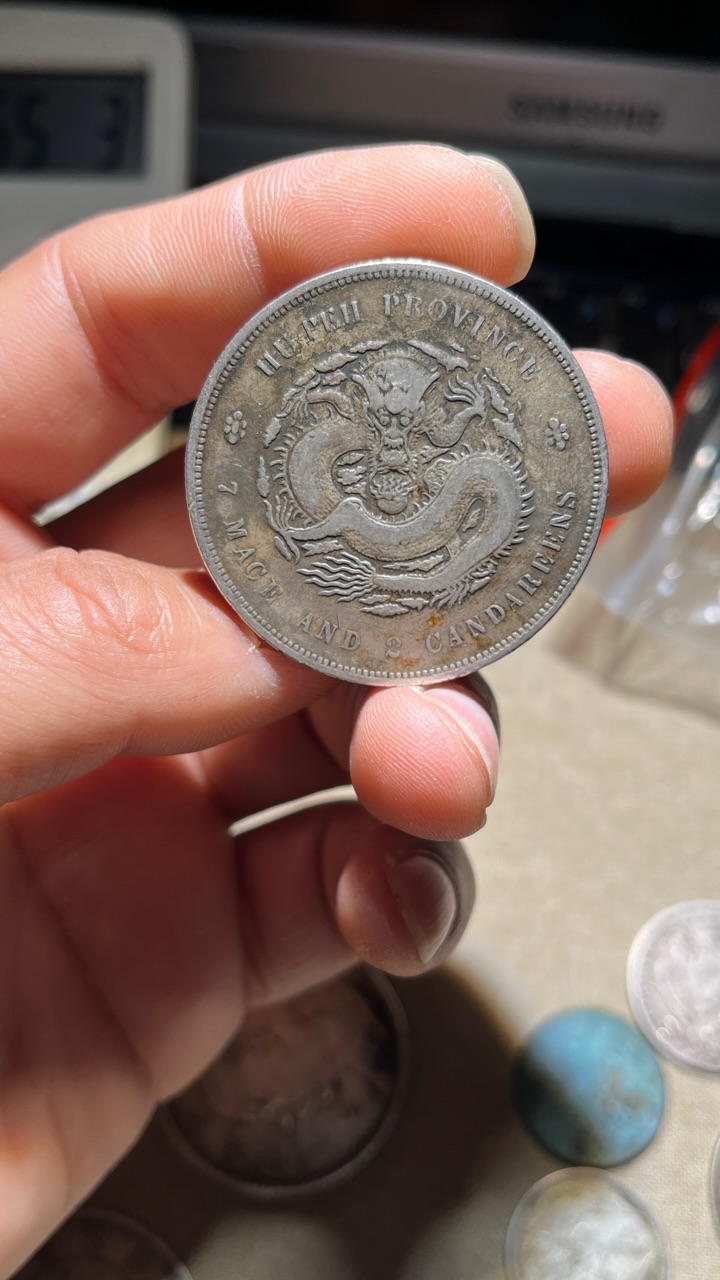 SAMSUNG
HU-PEH PROVINCE
7 MACE AND 2 CANDAREENS